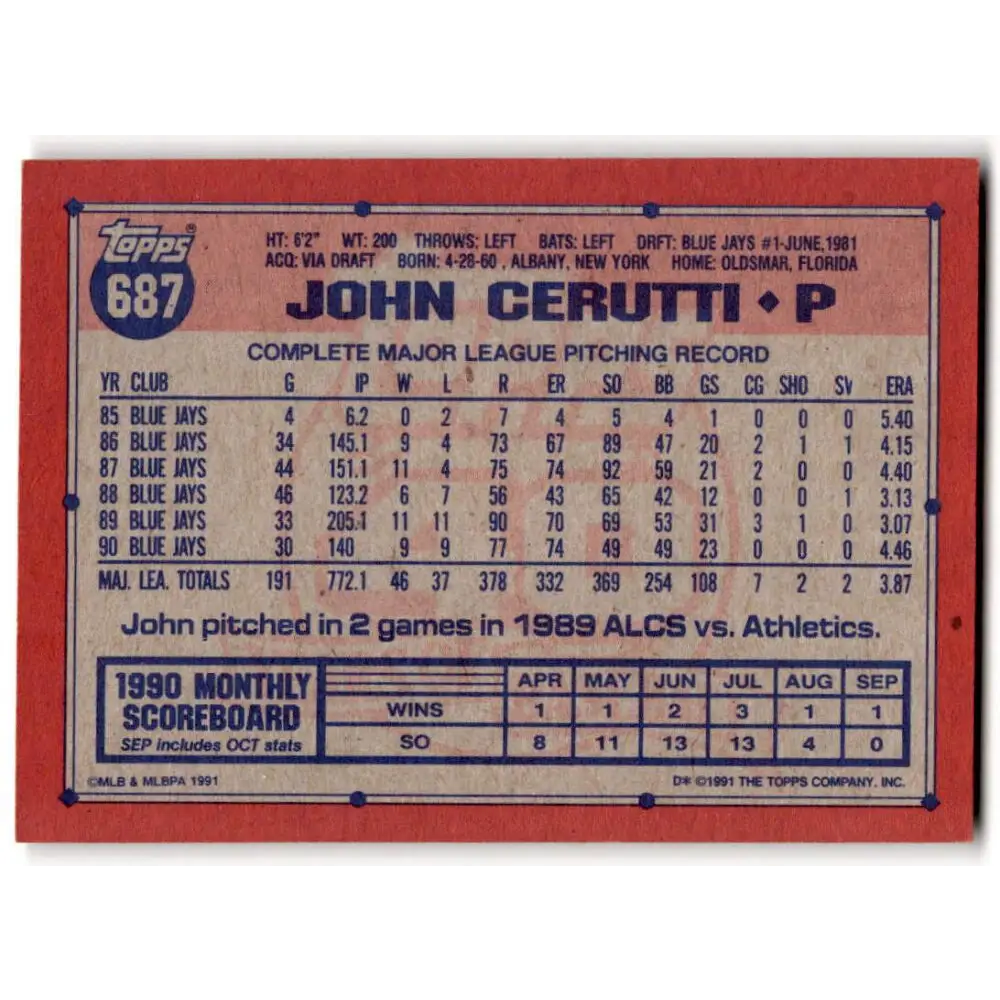 Topps®
687
HT: 6'2" WT: 200 THROWS: LEFT BATS: LEFT DRFT: BLUE JAYS #1-JUNE,1981
ACQ: VIA DRAFT BORN: 4-28-60 , ALBANY, NEW YORK HOME: OLDSMAR, FLORIDA
JOHN CERUTTI ◆ P
COMPLETE MAJOR LEAGUE PITCHING RECORD
YR CLUB G IP W L R ER SO BB GS CG SHO SV ERA
85 BLUE JAYS 4 6.2 0 2 7 4 5 4 1 0 0 0 5.40
86 BLUE JAYS 34 145.1 9 4 73 67 89 47 20 2 1 1 4.15
87 BLUE JAYS 44 151.1 11 4 75 74 92 59 21 2 0 0 4.40
88 BLUE JAYS 46 123.2 6 7 56 43 65 42 12 0 0 1 3.13
89 BLUE JAYS 33 205.1 11 11 90 70 69 53 31 3 1 0 3.07
90 BLUE JAYS 30 140 9 9 77 74 49 49 23 0 0 0 4.46
MAJ. LEA. TOTALS 191 772.1 46 37 378 332 369 254 108 7 2 2 3.87
John pitched in 2 games in 1989 ALCS vs. Athletics.
1990 MONTHLY
SCOREBOARD
SEP includes OCT stats
APR MAY JUN JUL AUG SEP
WINS 1 1 2 3 1 1
SO 8 11 13 13 4 0
©MLB & MLBPA 1991
D* ©1991 THE TOPPS COMPANY, INC.